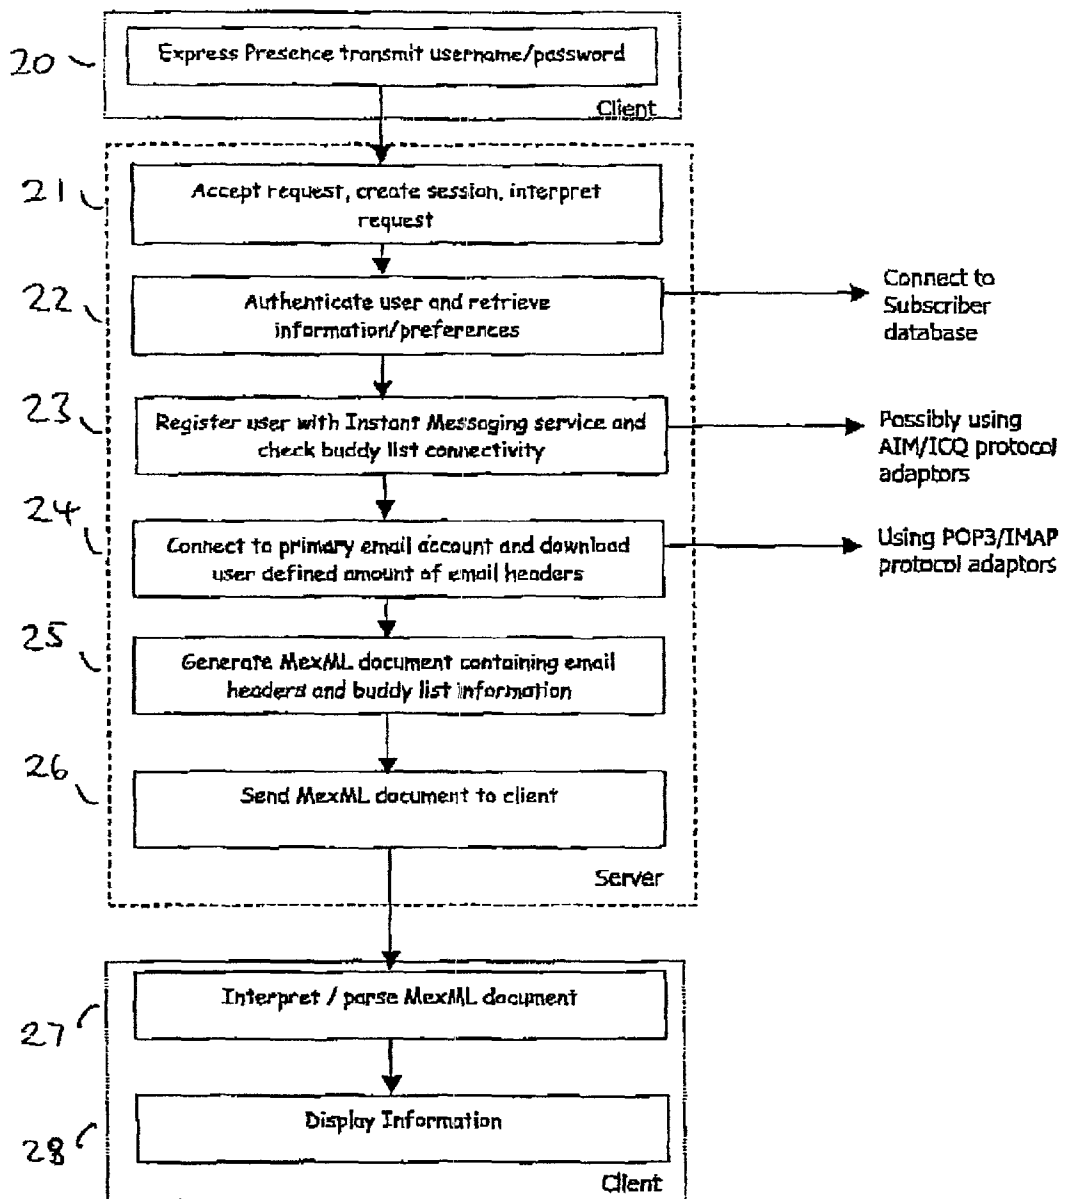 20
Express Presence transmit username/password
Client
21
Accept request, create session, interpret
request
22
Authenticate user and retrieve
information/preferences
Connect to
Subscriber
database
23
Register user with Instant Messaging service and
check buddy list connectivity
Possibly using
AIM/ICQ protocol
adaptors
24
Connect to primary email account and download
user defined amount of email headers
Using POP3/IMAP
protocol adaptors
25
Generate MexML document containing email
headers and buddy list information
26
Send MexML document to client
Server
27
Interpret / parse MexML document
28
Display Information
Client